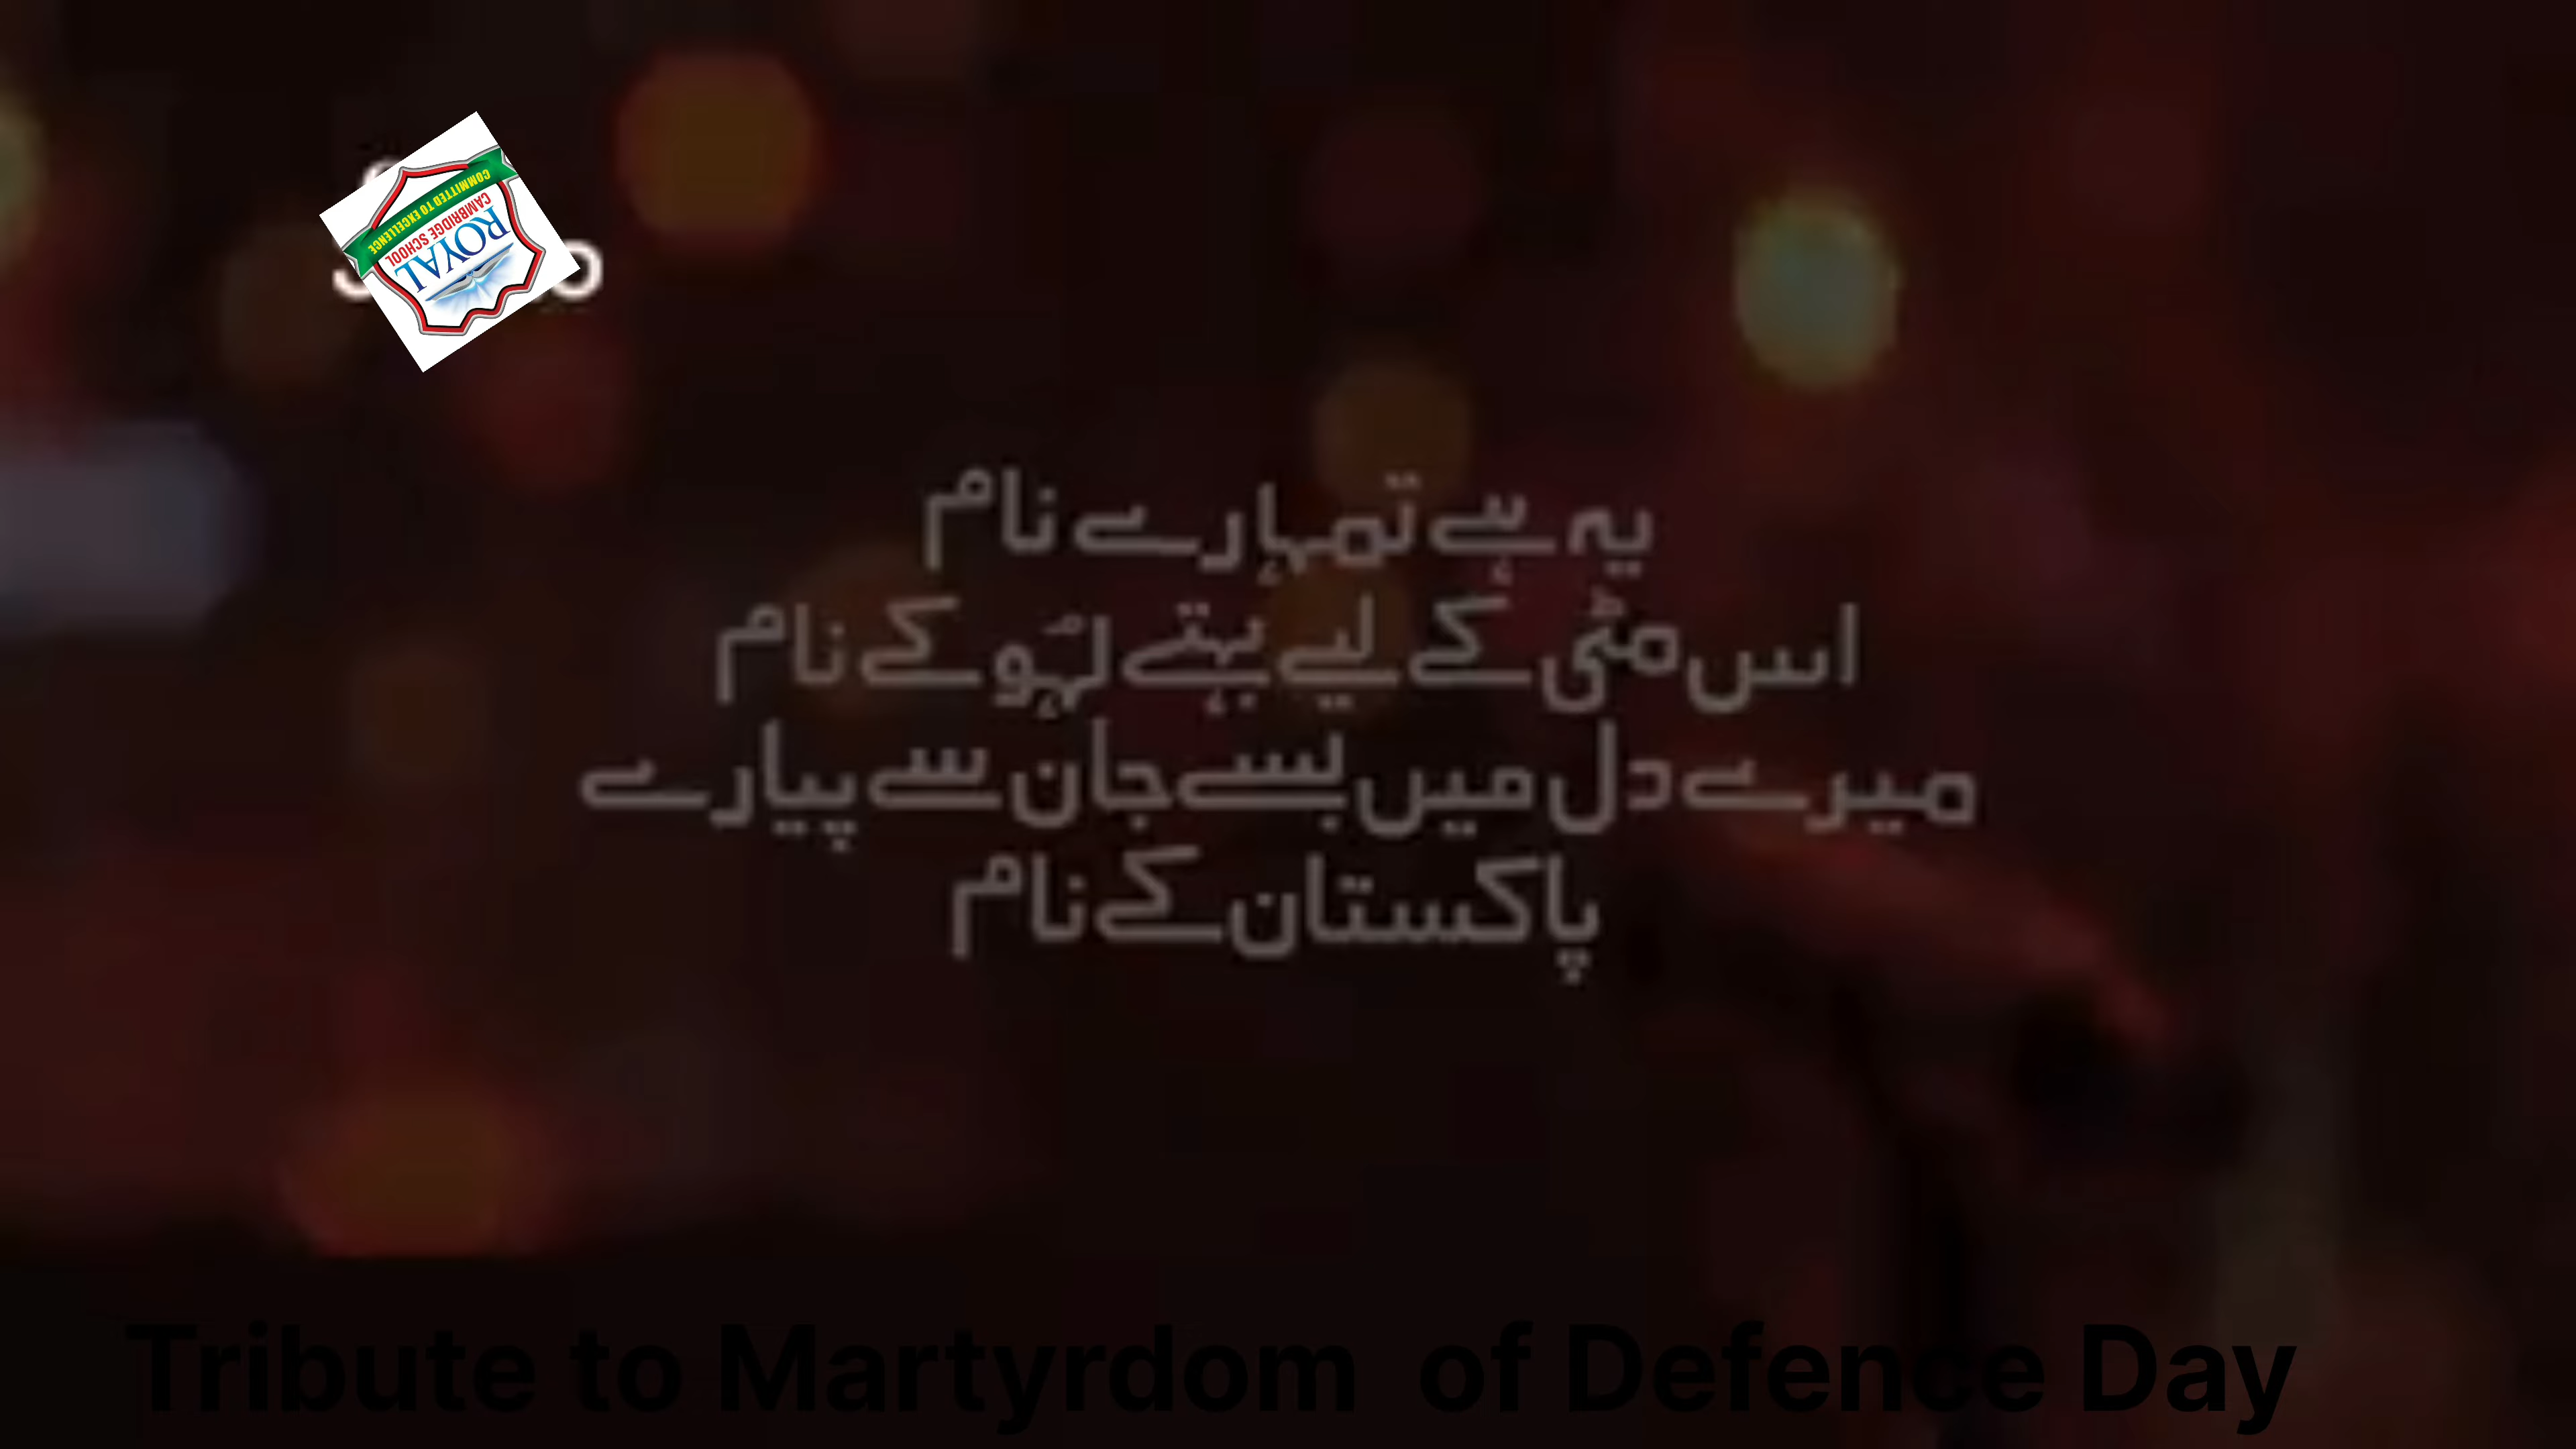 ROYAL
CAMBRIDGE SCHOOL
COMMITTED TO EXCELLENCE
یہ ہے تمہارے نام
اس مٹی کے لیے بہتے لہُو کے نام
میرے دل میں بسے جان سے پیارے
پاکستان کے نام
Tribute to Martyrdom of Defence Day